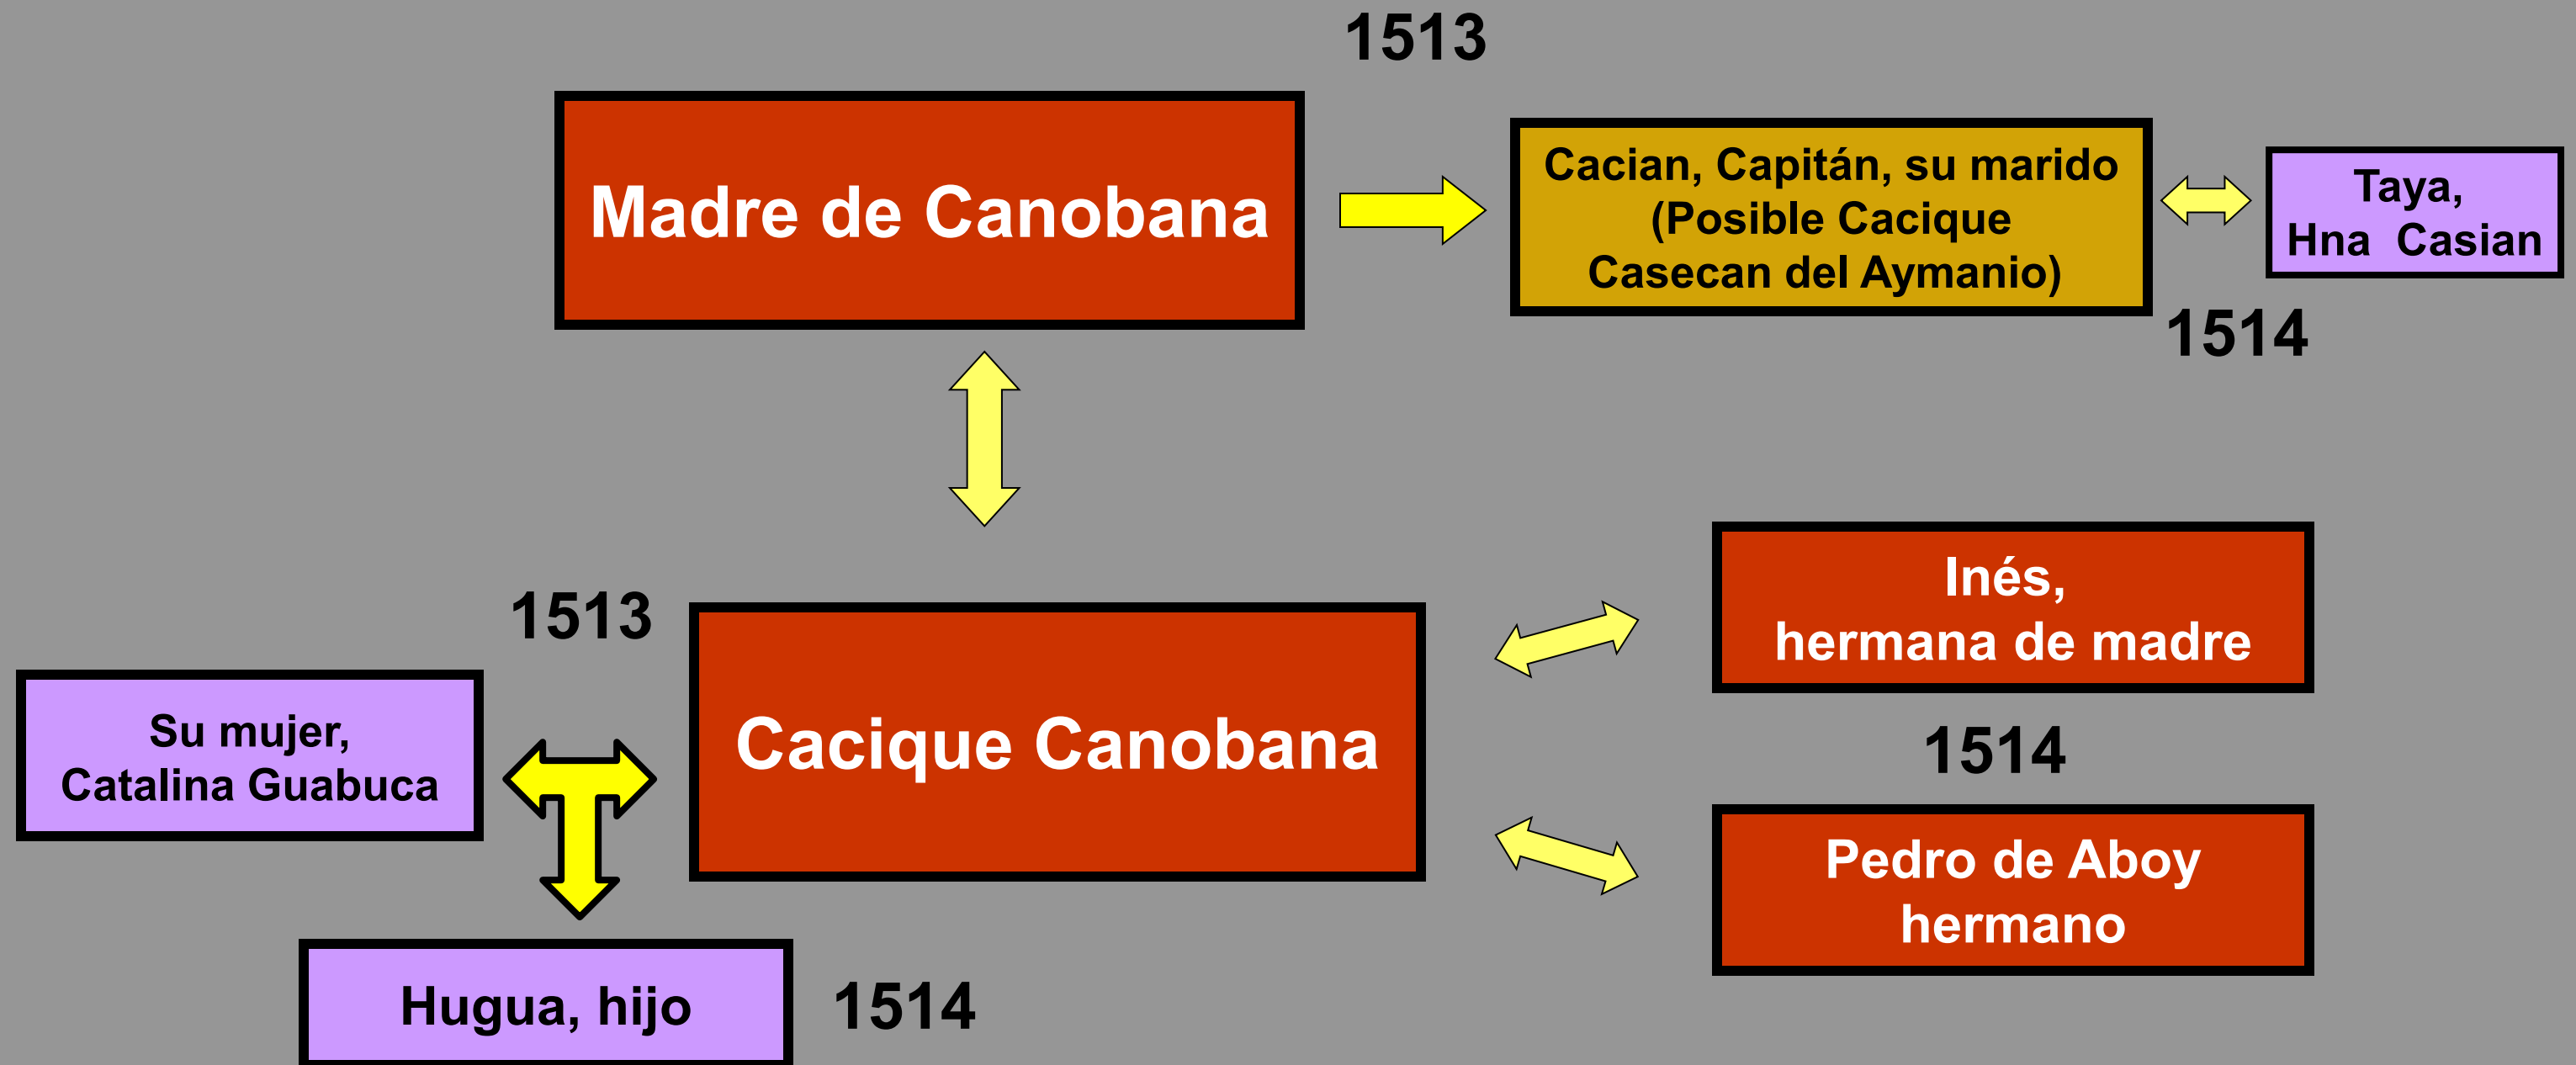 1513
Madre de Canobana
Cacian, Capitán, su marido
(Posible Cacique
Casecan del Aymanio)
Taya,
Hna  Casian
1514
1513
Su mujer,
Catalina Guabuca
Cacique Canobana
Inés,
hermana de madre
1514
Pedro de Aboy
hermano
Hugua, hijo
1514